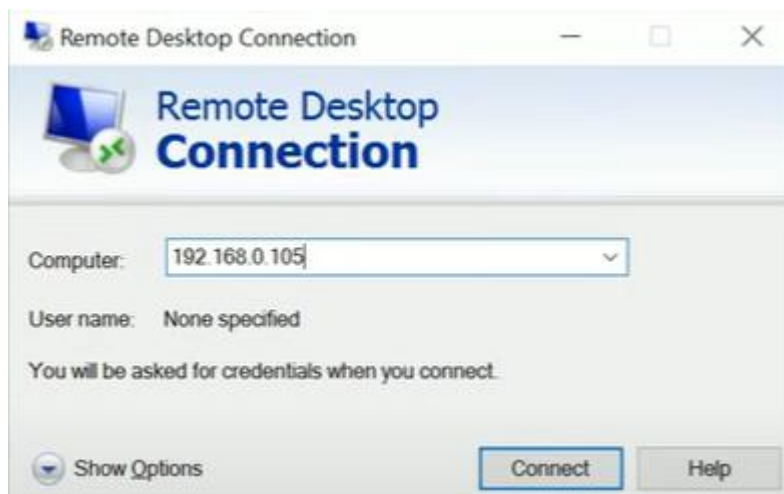 Remote Desktop Connection
Remote Desktop
Connection
Computer: 192.168.0.105
User name: None specified
You will be asked for credentials when you connect.
Show Options Connect Help